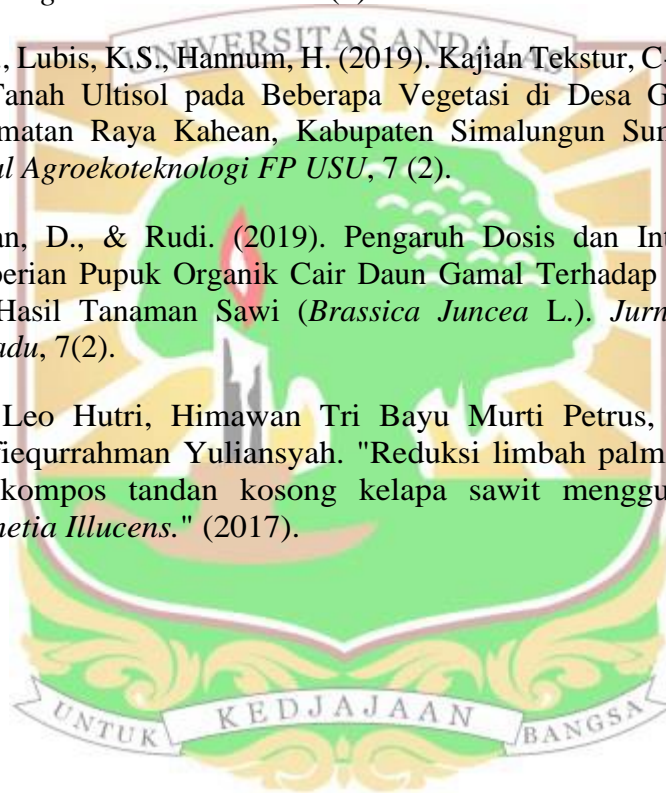 UNIVERSITAS ANDALAS
., Lubis, K.S., Hannum, H. (2019). Kajian Tekstur, C-
Tanah Ultisol pada Beberapa Vegetasi di Desa G
matan Raya Kahean, Kabupaten Simalungun Sum
al Agroekoteknologi FP USU, 7 (2).
an, D., & Rudi. (2019). Pengaruh Dosis dan Int
berian Pupuk Organik Cair Daun Gamal Terhadap
Hasil Tanaman Sawi (Brassica Juncea L.). Jurn
adu, 7(2).
Leo Hutri, Himawan Tri Bayu Murti Petrus,
fiequrrahman Yuliansyah. "Reduksi limbah palm
kompos tandan kosong kelapa sawit menggu
netia Illucens." (2017).
UNTUK KEDJAJAAN BANGSA